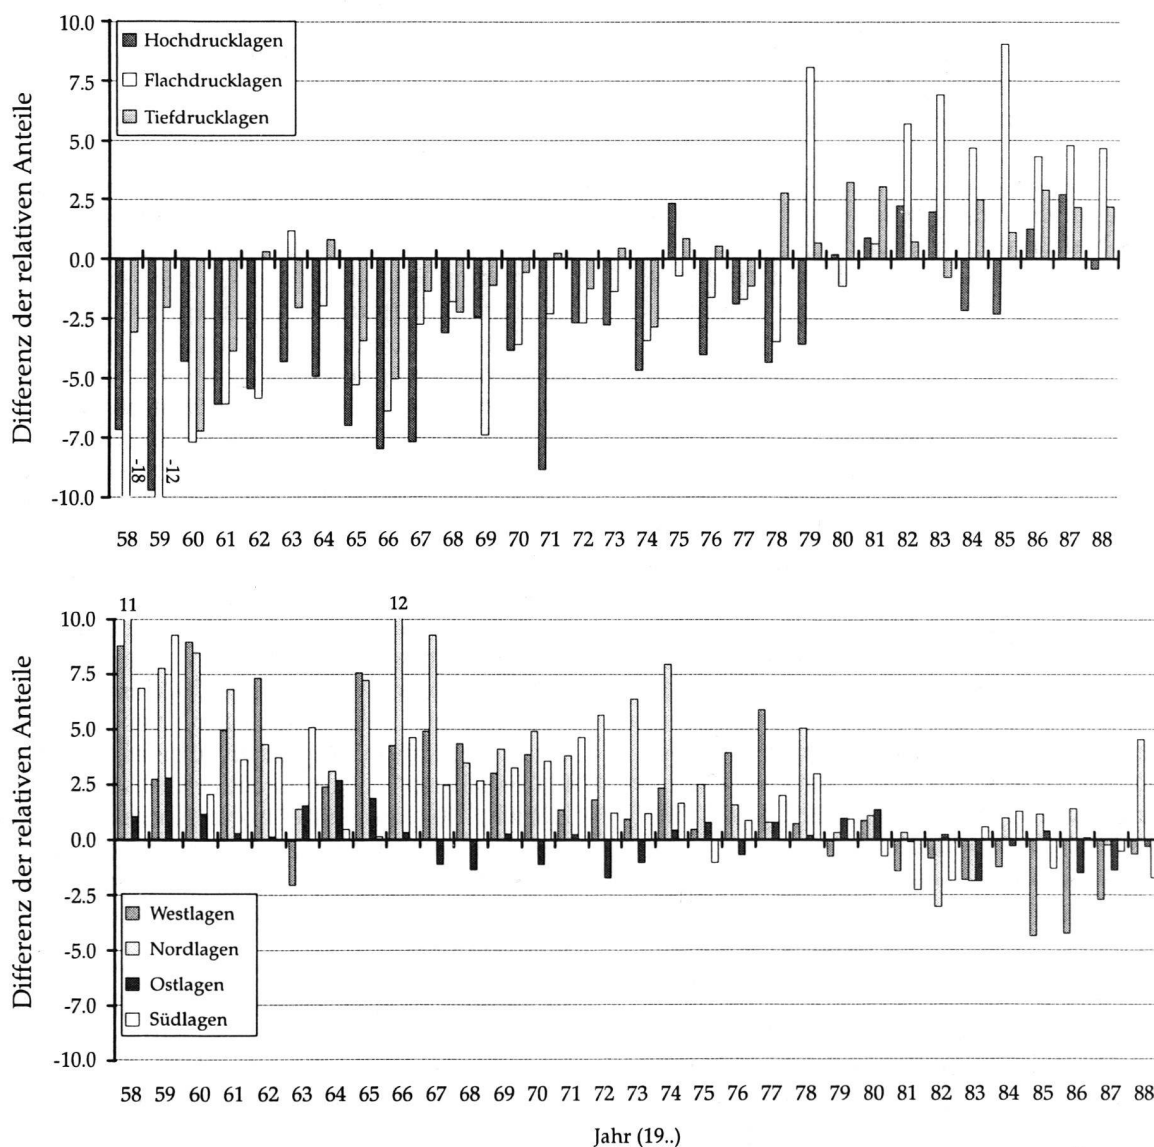 Differenz der relativen Anteile
10.0
7.5
5.0
2.5
0.0
-2.5
-5.0
-7.5
-10.0
Hochdrucklagen
Flachdrucklagen
Tiefdrucklagen
-18
-12
58 59 60 61 62 63 64 65 66 67 68 69 70 71 72 73 74 75 76 77 78 79 80 81 82 83 84 85 86 87 88
Differenz der relativen Anteile
10.0
7.5
5.0
2.5
0.0
-2.5
-5.0
-7.5
-10.0
11
12
Westlagen
Nordlagen
Ostlagen
Südlagen
58 59 60 61 62 63 64 65 66 67 68 69 70 71 72 73 74 75 76 77 78 79 80 81 82 83 84 85 86 87 88
Jahr (19..)